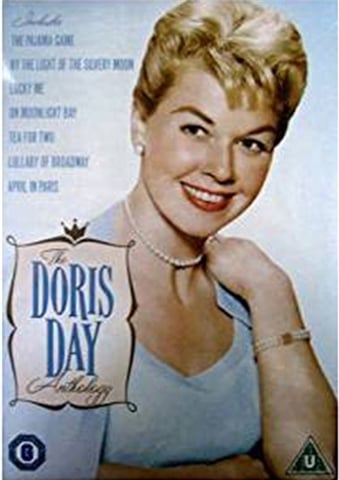 Includes
THE PAJAMA GAME
BY THE LIGHT OF THE SILVERY MOON
LUCKY ME
ON MOONLIGHT BAY
TEA FOR TWO
LULLABY OF BROADWAY
APRIL IN PARIS
The
DORIS
DAY
Anthology
U